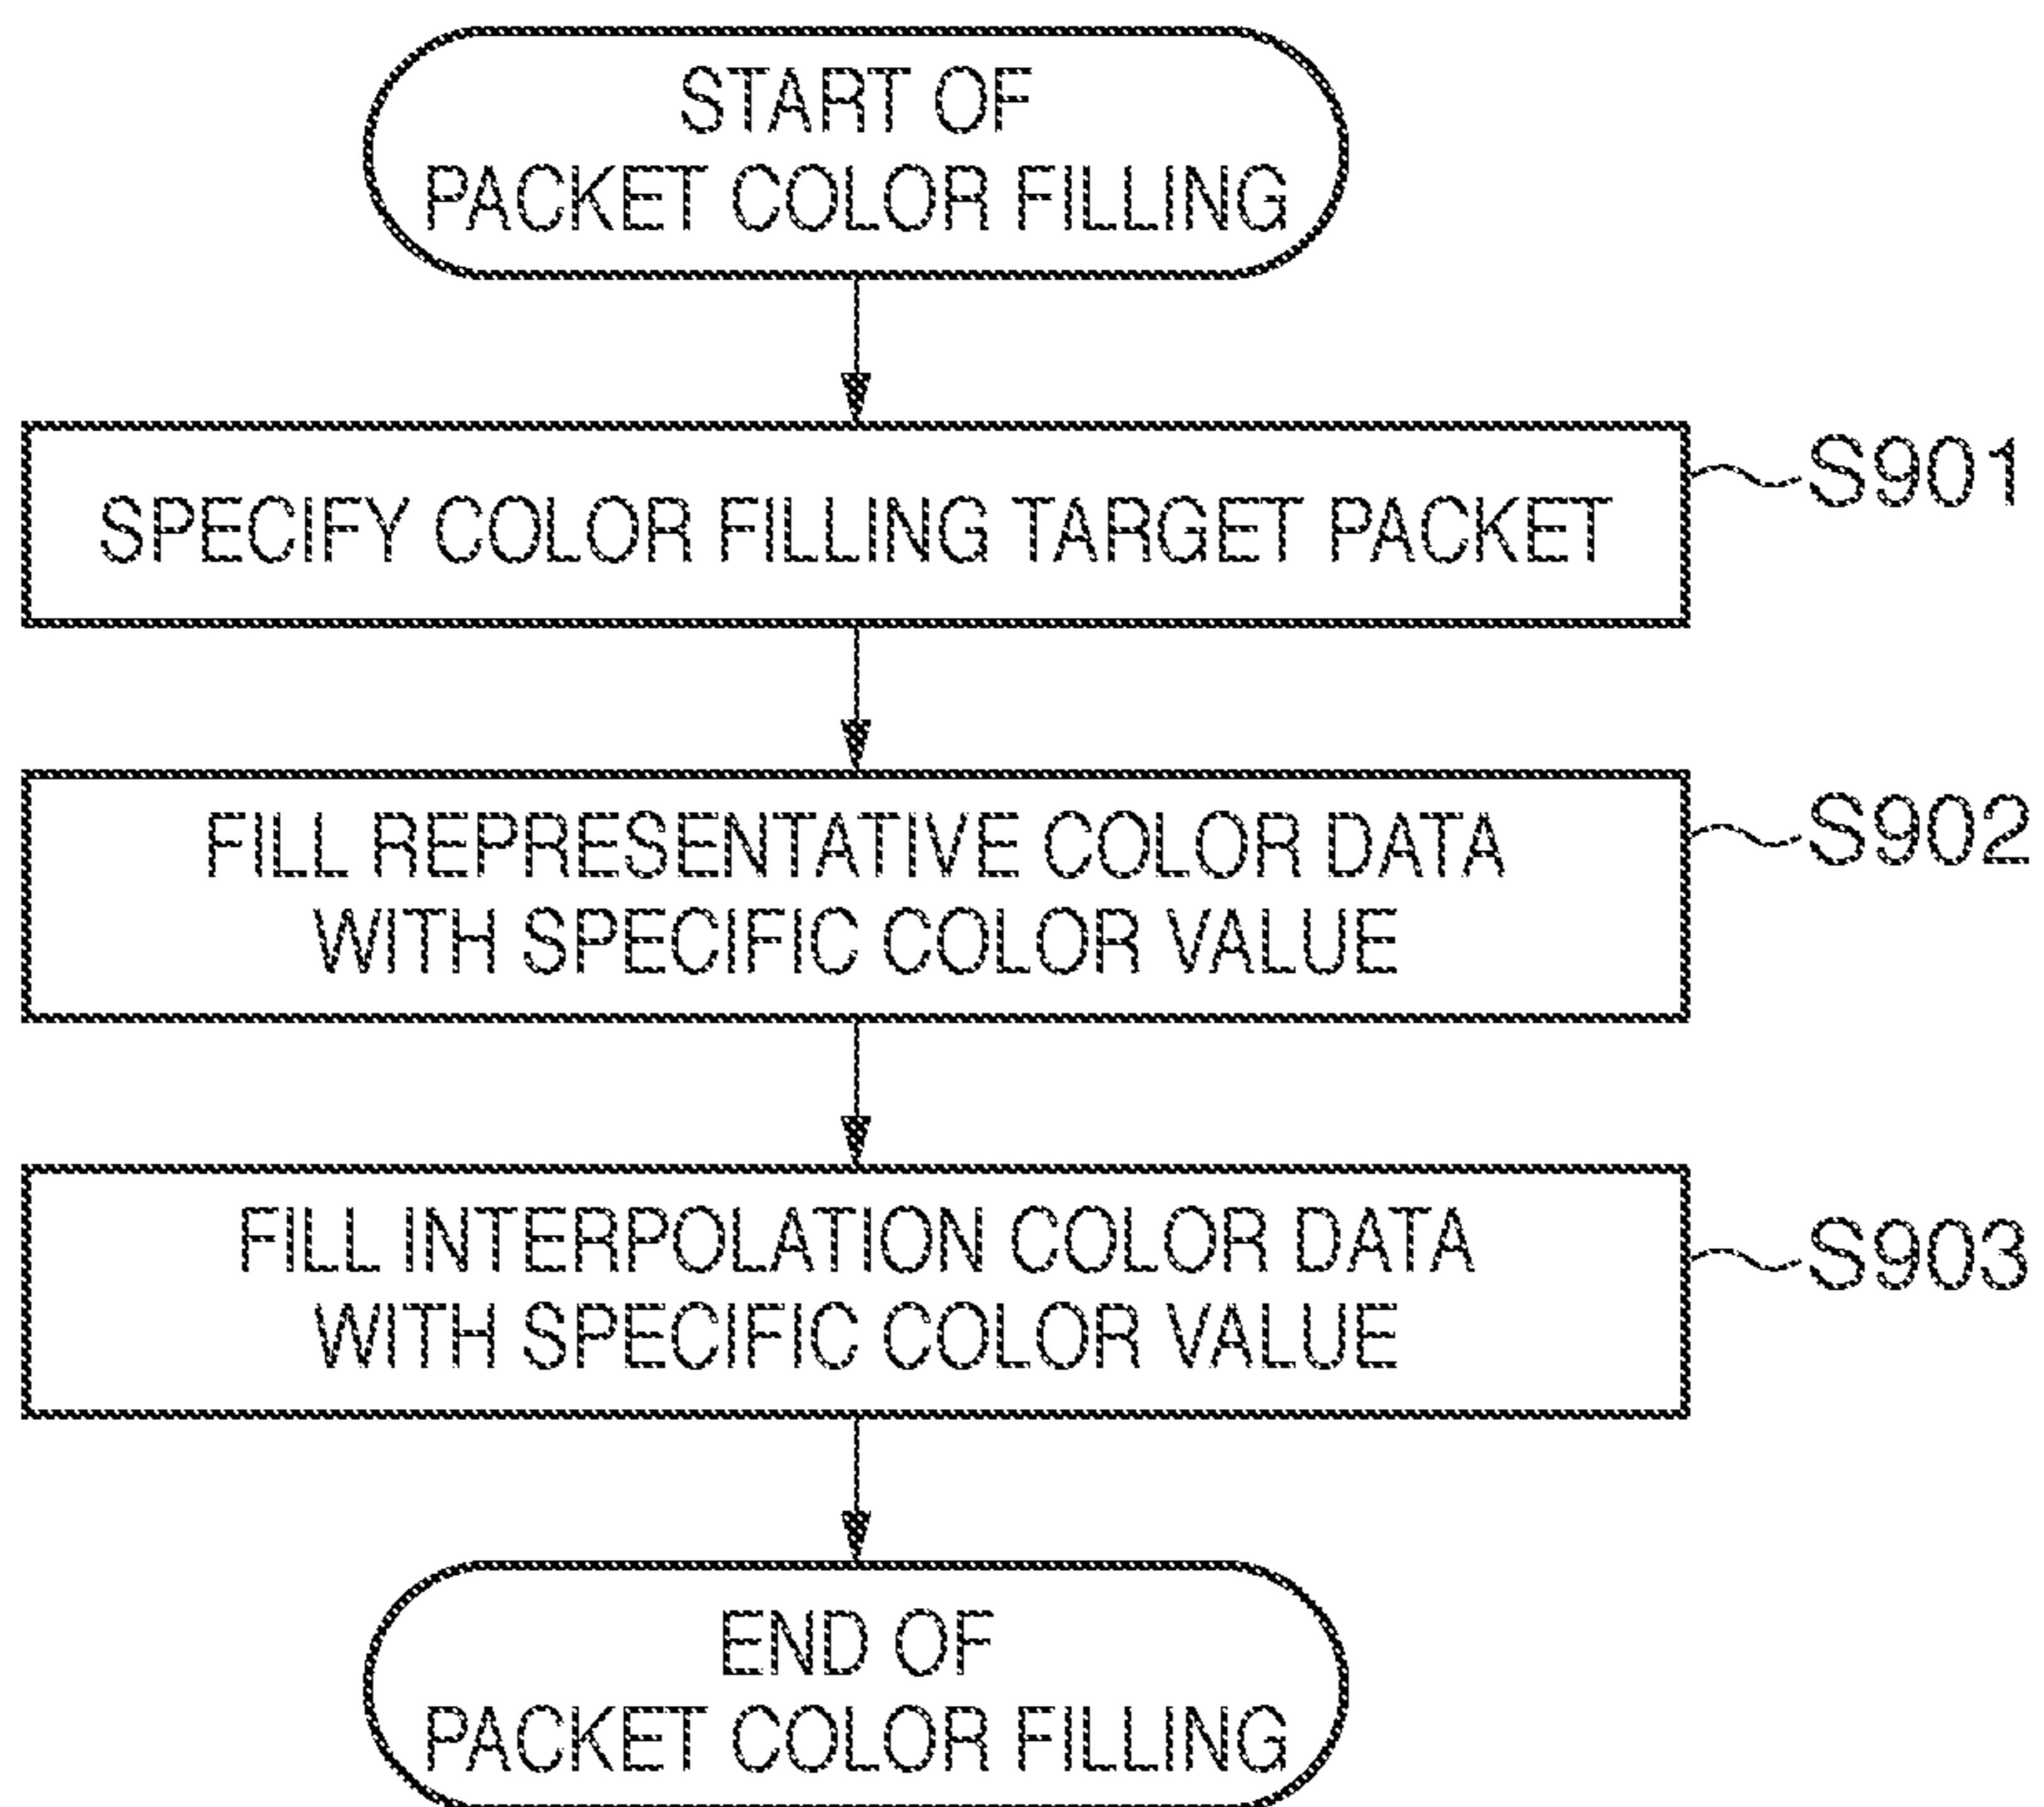 START OF
PACKET COLOR FILLING
S901
SPECIFY COLOR FILLING TARGET PACKET
S902
FILL REPRESENTATIVE COLOR DATA
WITH SPECIFIC COLOR VALUE
S903
FILL INTERPOLATION COLOR DATA
WITH SPECIFIC COLOR VALUE
END OF
PACKET COLOR FILLING